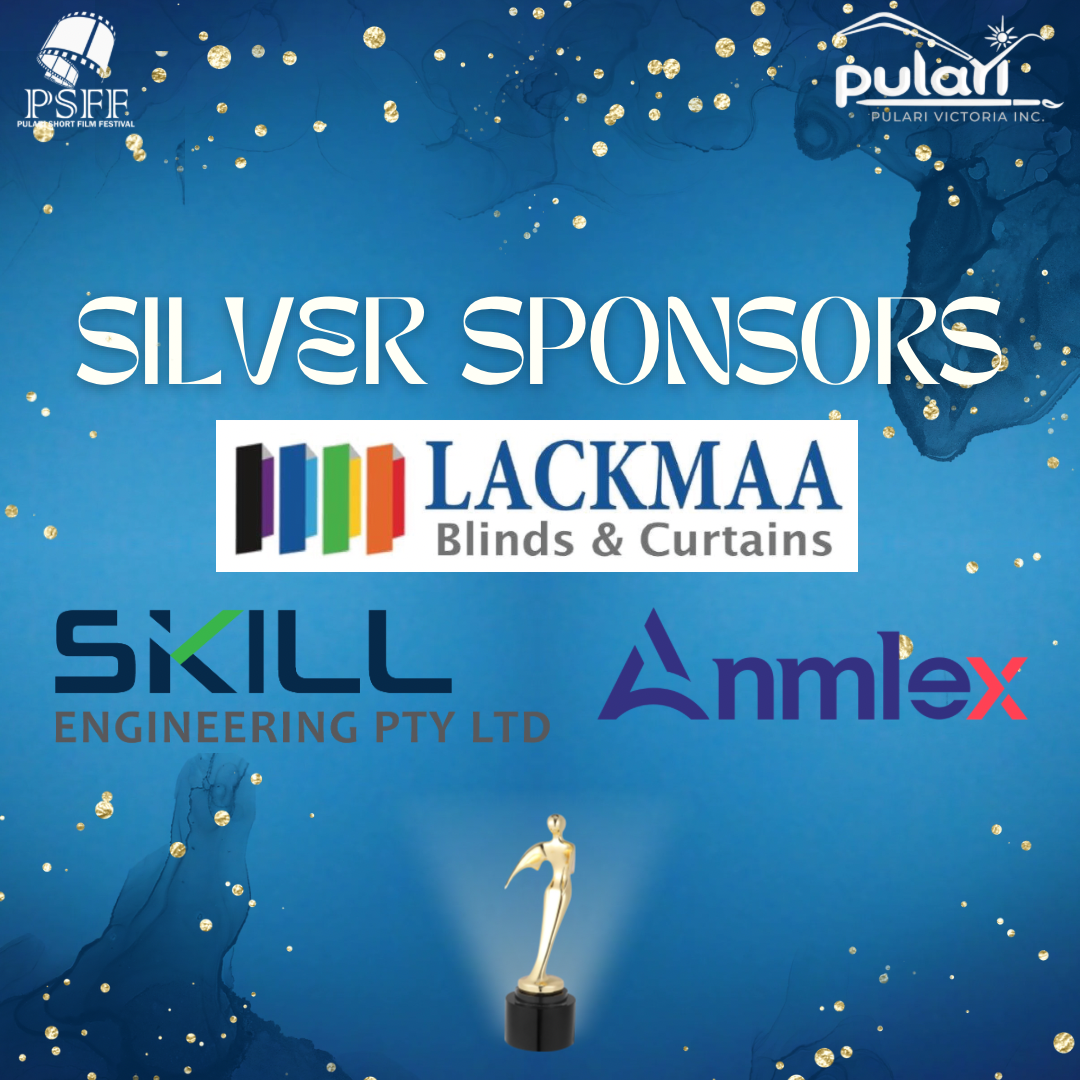 PSFF
PULARI SHORT FILM FESTIVAL
pulari
PULARI VICTORIA INC.
SILVER SPONSORS
LACKMAA
Blinds & Curtains
SKILL
ENGINEERING PTY LTD
Anmlex